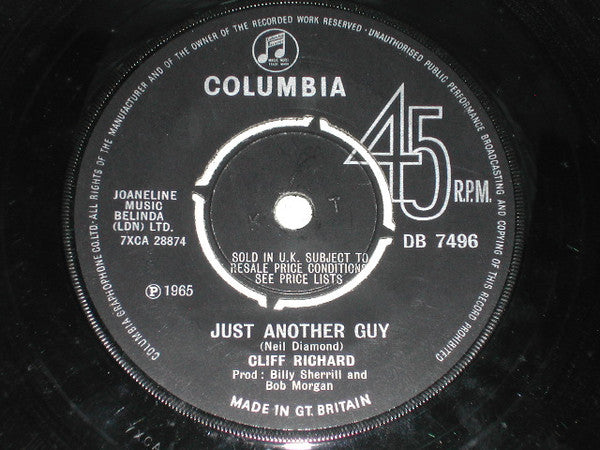 COLUMBIA GRAPHOPHONE CO. LTD.·ALL RIGHTS OF THE MANUFACTURER AND OF THE OWNER OF THE RECORDED WORK RESERVED·UNAUTHORISED PUBLIC PERFORMANCE BROADCASTING AND COPYING OF THIS RECORD PROHIBITED
COLUMBIA
45
R.P.M.
JOANELINE
MUSIC
BELINDA
(LDN) LTD.
7XCA 28874
DB 7496
SOLD IN U.K. SUBJECT TO
RESALE PRICE CONDITIONS
SEE PRICE LISTS
Ⓟ 1965
JUST ANOTHER GUY
(Neil Diamond)
CLIFF RICHARD
Prod : Billy Sherrill and
Bob Morgan
MADE IN GT. BRITAIN
7XCA